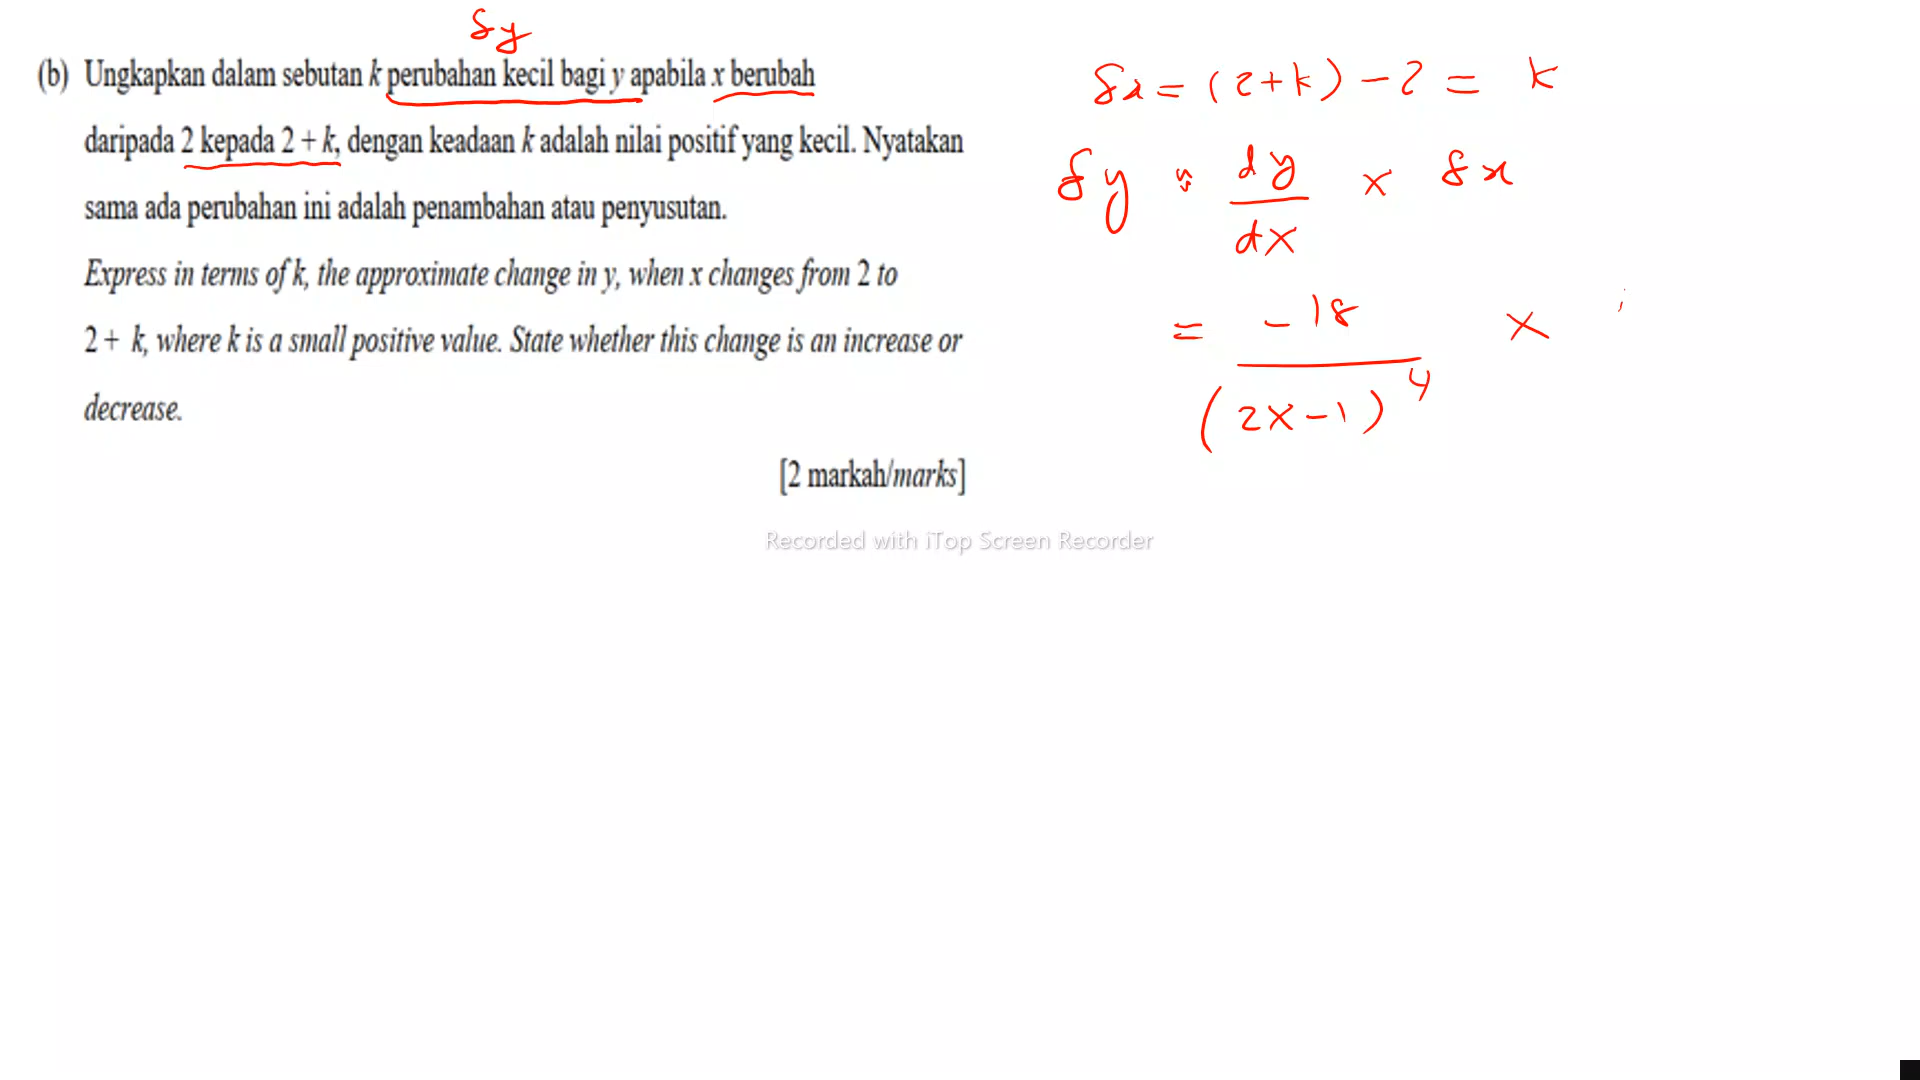 δy
(b) Ungkapkan dalam sebutan k perubahan kecil bagi y apabila x berubah
daripada 2 kepada 2 + k, dengan keadaan k adalah nilai positif yang kecil. Nyatakan
sama ada perubahan ini adalah penambahan atau penyusutan.
Express in terms of k, the approximate change in y, when x changes from 2 to
2 + k, where k is a small positive value. State whether this change is an increase or
decrease.
[2 markah/marks]
δx = (2+k) - 2 = k
δy ≈ dy/dx × δx
= -18/(2x-1)^4 ×
Recorded with iTop Screen Recorder